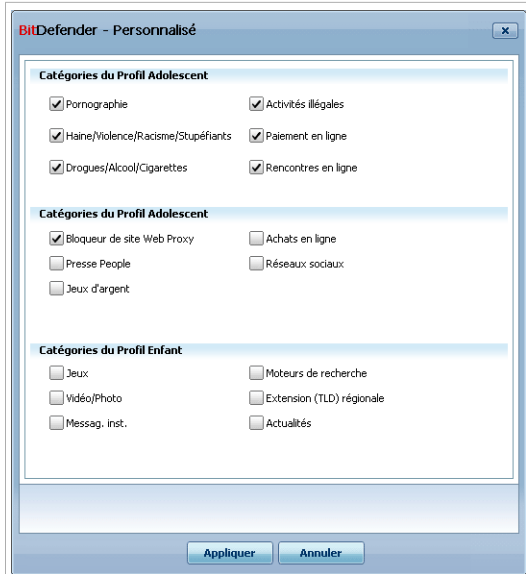 BitDefender - Personnalisé
Catégories du Profil Adolescent
Pornographie
Activités illégales
Haine/Violence/Racisme/Stupéfiants
Paiement en ligne
Drogues/Alcool/Cigarettes
Rencontres en ligne
Catégories du Profil Adolescent
Bloqueur de site Web Proxy
Achats en ligne
Presse People
Réseaux sociaux
Jeux d'argent
Catégories du Profil Enfant
Jeux
Moteurs de recherche
Vidéo/Photo
Extension (TLD) régionale
Messag. inst.
Actualités
Appliquer
Annuler